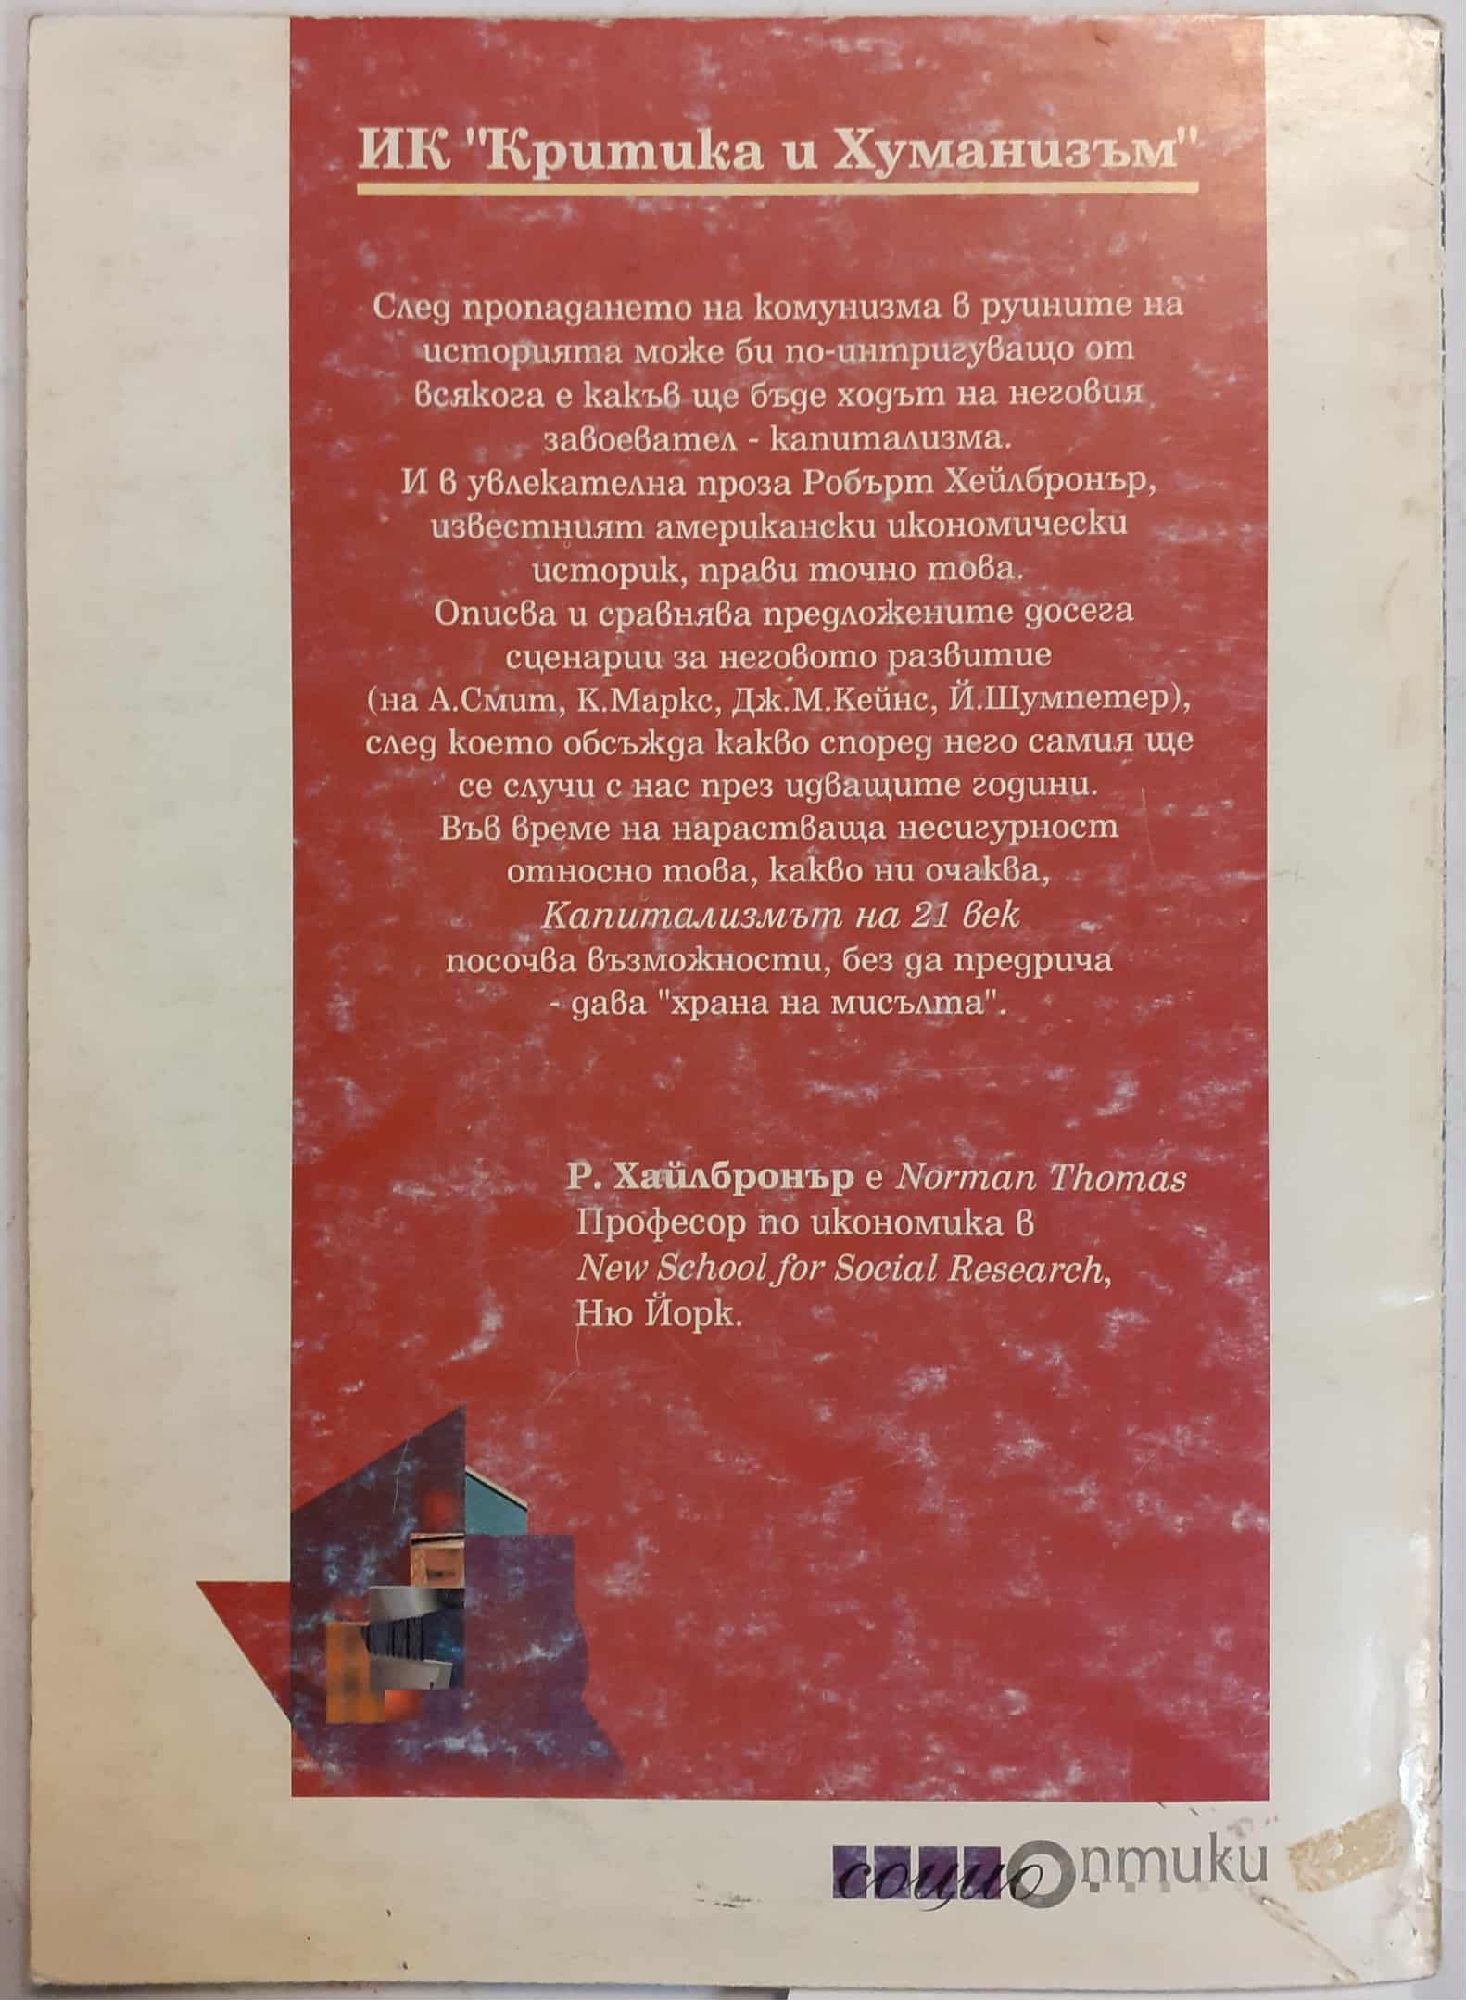 ИК "Критика и Хуманизъм"
След пропадането на комунизма в руините на
историята може би по-интригуващо от
всякога е какъв ще бъде ходът на неговия
завоевател - капитализма.
И в увлекателна проза Робърт Хейлбронър,
известният американски икономически
историк, прави точно това.
Описва и сравнява предложените досега
сценарии за неговото развитие
(на А.Смит, К.Маркс, Дж.М.Кейнс, Й.Шумпетер),
след което обсъжда какво според него самия ще
се случи с нас през идващите години.
Във време на нарастваща несигурност
относно това, какво ни очаква,
Капитализмът на 21 век
посочва възможности, без да предрича
- дава "храна на мисълта".
Р. Хайлбронър е Norman Thomas
Професор по икономика в
New School for Social Research,
Ню Йорк.
социоОптики